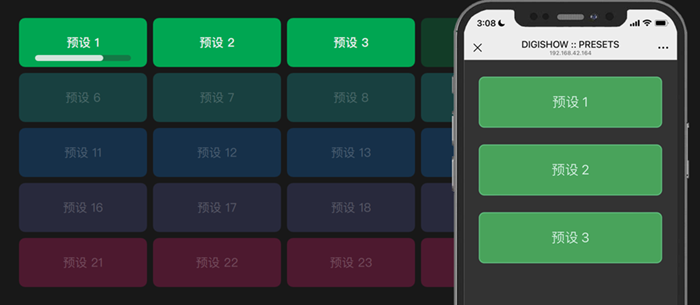 预设 1
预设 2
预设 3
预设 6
预设 7
预设 8
预设 11
预设 12
预设 13
预设 16
预设 17
预设 18
预设 21
预设 22
预设 23
3:08
DIGISHOW :: PRESETS
192.168.42.164
预设 1
预设 2
预设 3